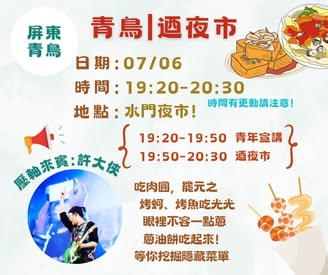 屏東
青鳥
青鳥|迺夜市
日期:07/06
時間:19:20-20:30
時間有更動請注意!
地點:水門夜市!
19:20-19:50 青年宣講
19:50-20:30 迺夜市
壓軸來賓:許大使
吃肉圓,罷元之
烤蚵、烤魚吃光光
眼裡不容一點蔥
蔥油餅吃起來!
等你挖掘隱藏菜單